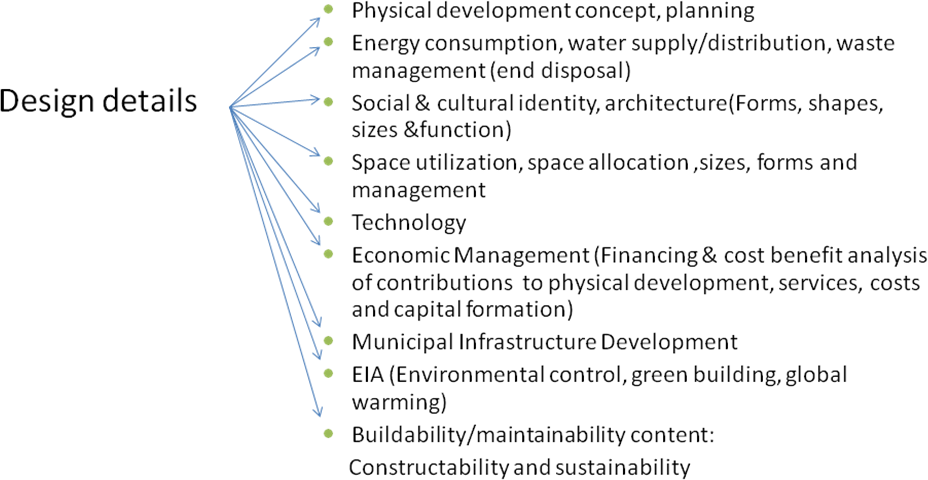 Physical development concept, planning
Energy consumption, water supply/distribution, waste
management (end disposal)
Design details
Social & cultural identity, architecture(Forms, shapes,
sizes &function)
Space utilization, space allocation ,sizes, forms and
management
Technology
Economic Management (Financing & cost benefit analysis
of contributions to physical development, services, costs
and capital formation)
Municipal Infrastructure Development
EIA (Environmental control, green building, global
warming)
Buildability/maintainability content:
Constructability and sustainability